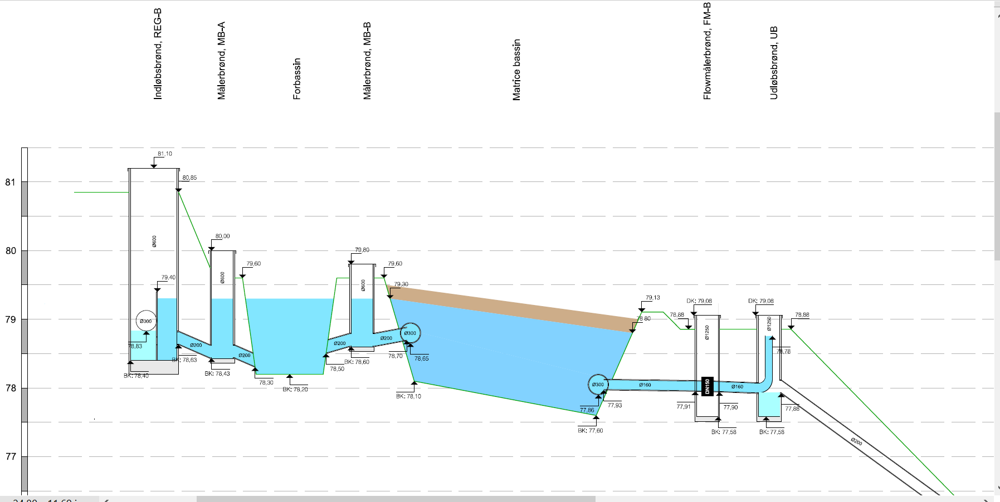 Indløbsbrønd, REG-B
Målerbrønd, MB-A
Forbassin
Målerbrønd, MB-B
Matrice bassin
Flowmålerbrønd, FM-B
Udløbsbrønd, UB
81
80
79
78
77
81,10
80,85
Ø600
79,40
Ø300
78,83
BK: 78,40
BK: 78,63
Ø200
80,00
Ø600
BK: 78,43
Ø200
79,60
78,30
BK: 78,20
78,50
Ø200
79,80
Ø600
BK: 78,60
Ø200
79,60
79,30
Ø300
78,70
78,65
BK: 78,10
79,13
78,80
Ø300
77,86
77,93
BK: 77,60
Ø160
78,88
DK: 79,08
Ø1250
DN150
77,91
77,90
BK: 77,58
Ø160
DK: 79,08
Ø1250
78,88
78,78
77,88
BK: 77,58
Ø200